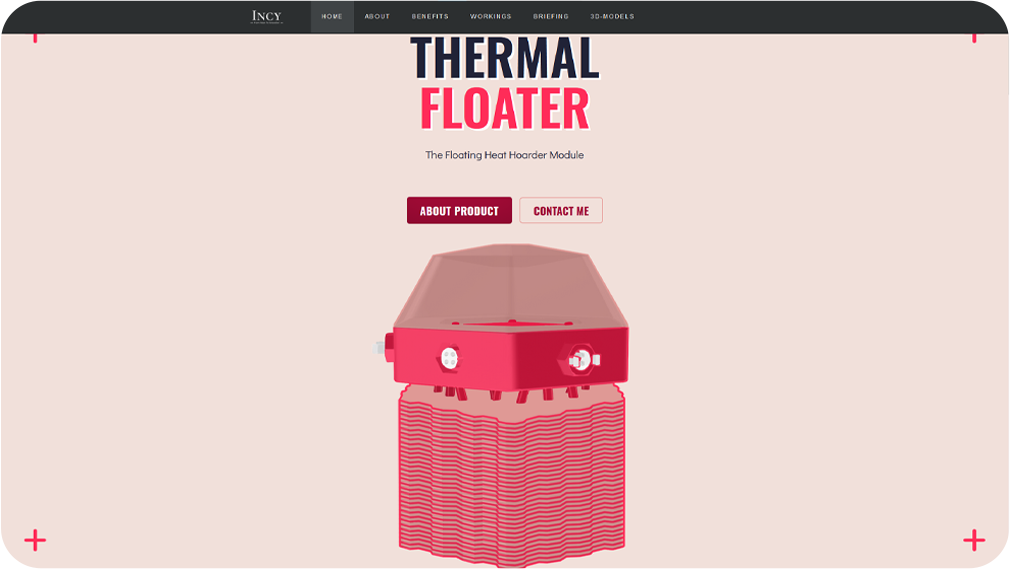 INCY
HOME ABOUT BENEFITS WORKINGS BRIEFING 3D-MODELS
THERMAL
FLOATER
The Floating Heat Hoarder Module
ABOUT PRODUCT CONTACT ME